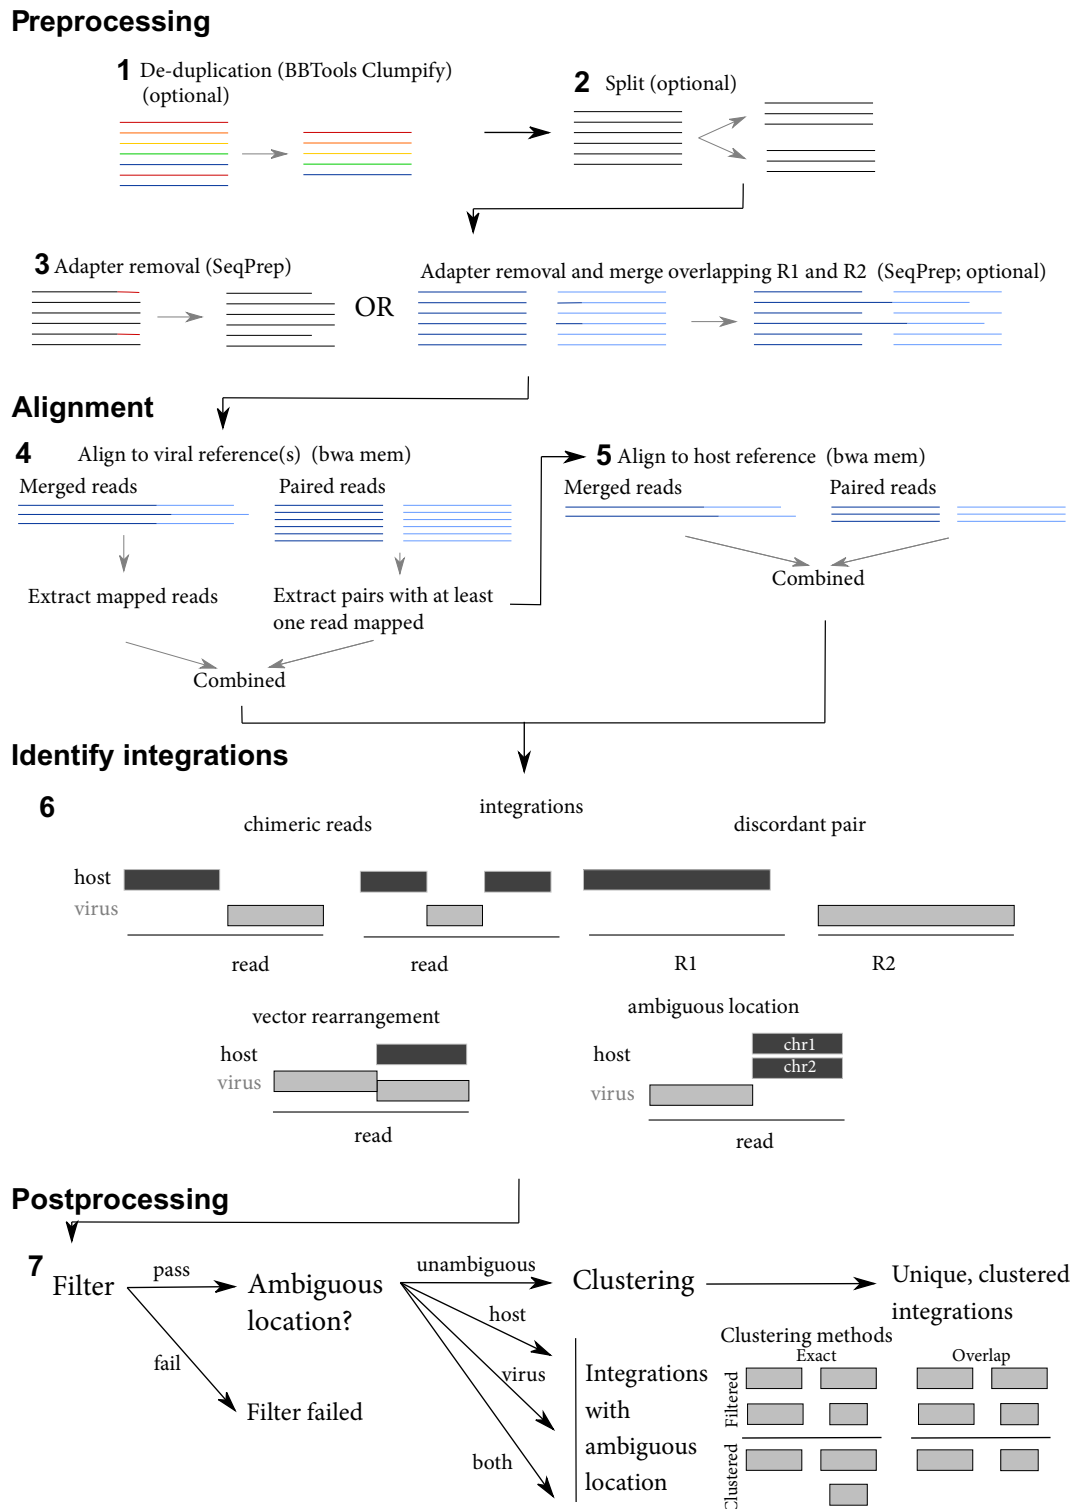 Preprocessing
1 De-duplication (BBTools Clumpify)
(optional)
2 Split (optional)
3 Adapter removal (SeqPrep)
OR
Adapter removal and merge overlapping R1 and R2 (SeqPrep; optional)
Alignment
4 Align to viral reference(s) (bwa mem)
Merged reads
Paired reads
Extract mapped reads
Extract pairs with at least
one read mapped
Combined
5 Align to host reference (bwa mem)
Merged reads
Paired reads
Combined
Identify integrations
6
integrations
chimeric reads
discordant pair
host
virus
read
read
R1
R2
vector rearrangement
host
virus
read
ambiguous location
host
chr1
chr2
virus
read
Postprocessing
7 Filter
pass
fail
Filter failed
Ambiguous
location?
unambiguous
host
virus
both
Clustering
Unique, clustered
integrations
Integrations
with
ambiguous
location
Clustering methods
Exact
Overlap
Filtered
Clustered